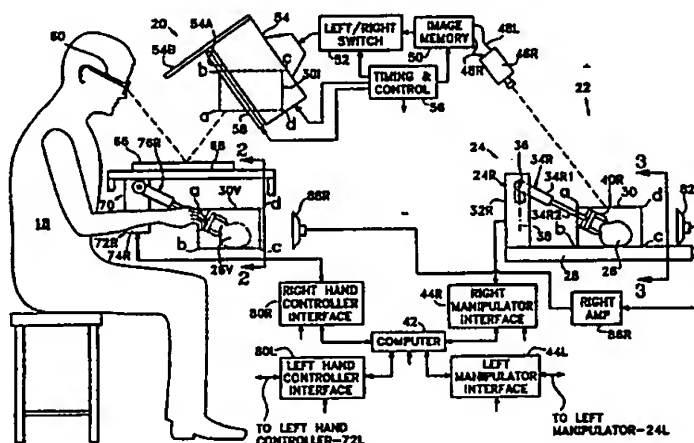 20
54A
54
54B
LEFT/RIGHT
SWITCH
52
IMAGE
MEMORY
50
48L
46R
48R
TIMING &
CONTROL
56
22
60
b
c
30I
a
d
58
66
76R
68
2
24
36
34R
34R1
40R
3
24R
a
30
d
82R
70
a
30V
d
88R
32R
34R2
18
b
c
38
b
c
72R
74R
26V
2
28
26
3
RIGHT
AMP
86R
RIGHT HAND
CONTROLLER
INTERFACE
80R
RIGHT
MANIPULATOR
INTERFACE
44R
42
COMPUTER
80L
LEFT HAND
CONTROLLER
INTERFACE
44L
LEFT
MANIPULATOR
INTERFACE
TO LEFT HAND
CONTROLLER-72L
TO LEFT
MANIPULATOR-24L